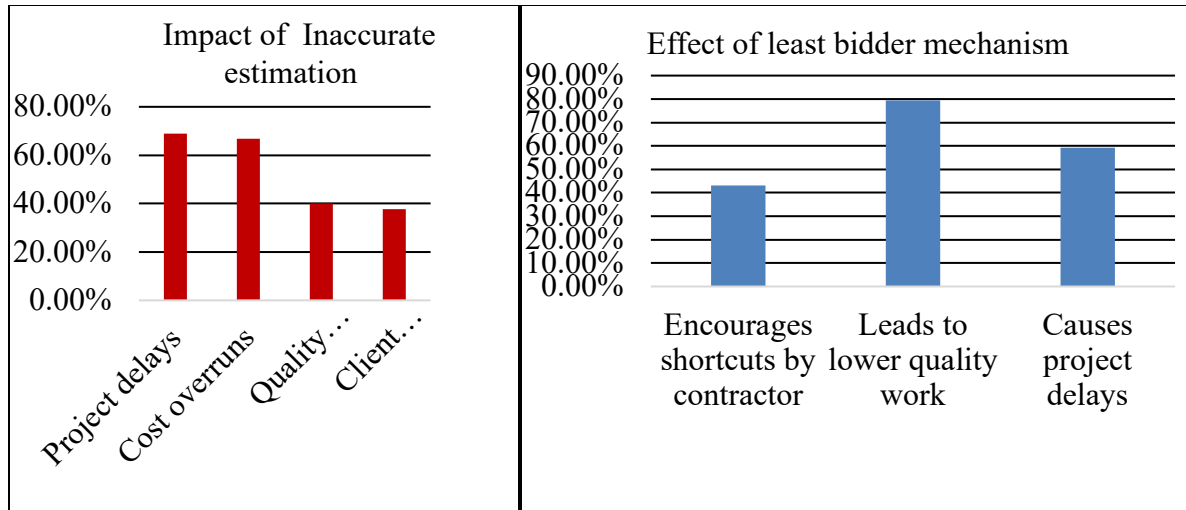 Impact of Inaccurate
estimation
80.00%
60.00%
40.00%
20.00%
0.00%
Project delays
Cost overruns
Quality…
Client…
Effect of least bidder mechanism
90.00%
80.00%
70.00%
60.00%
50.00%
40.00%
30.00%
20.00%
10.00%
0.00%
Encourages
shortcuts by
contractor
Leads to
lower quality
work
Causes
project
delays